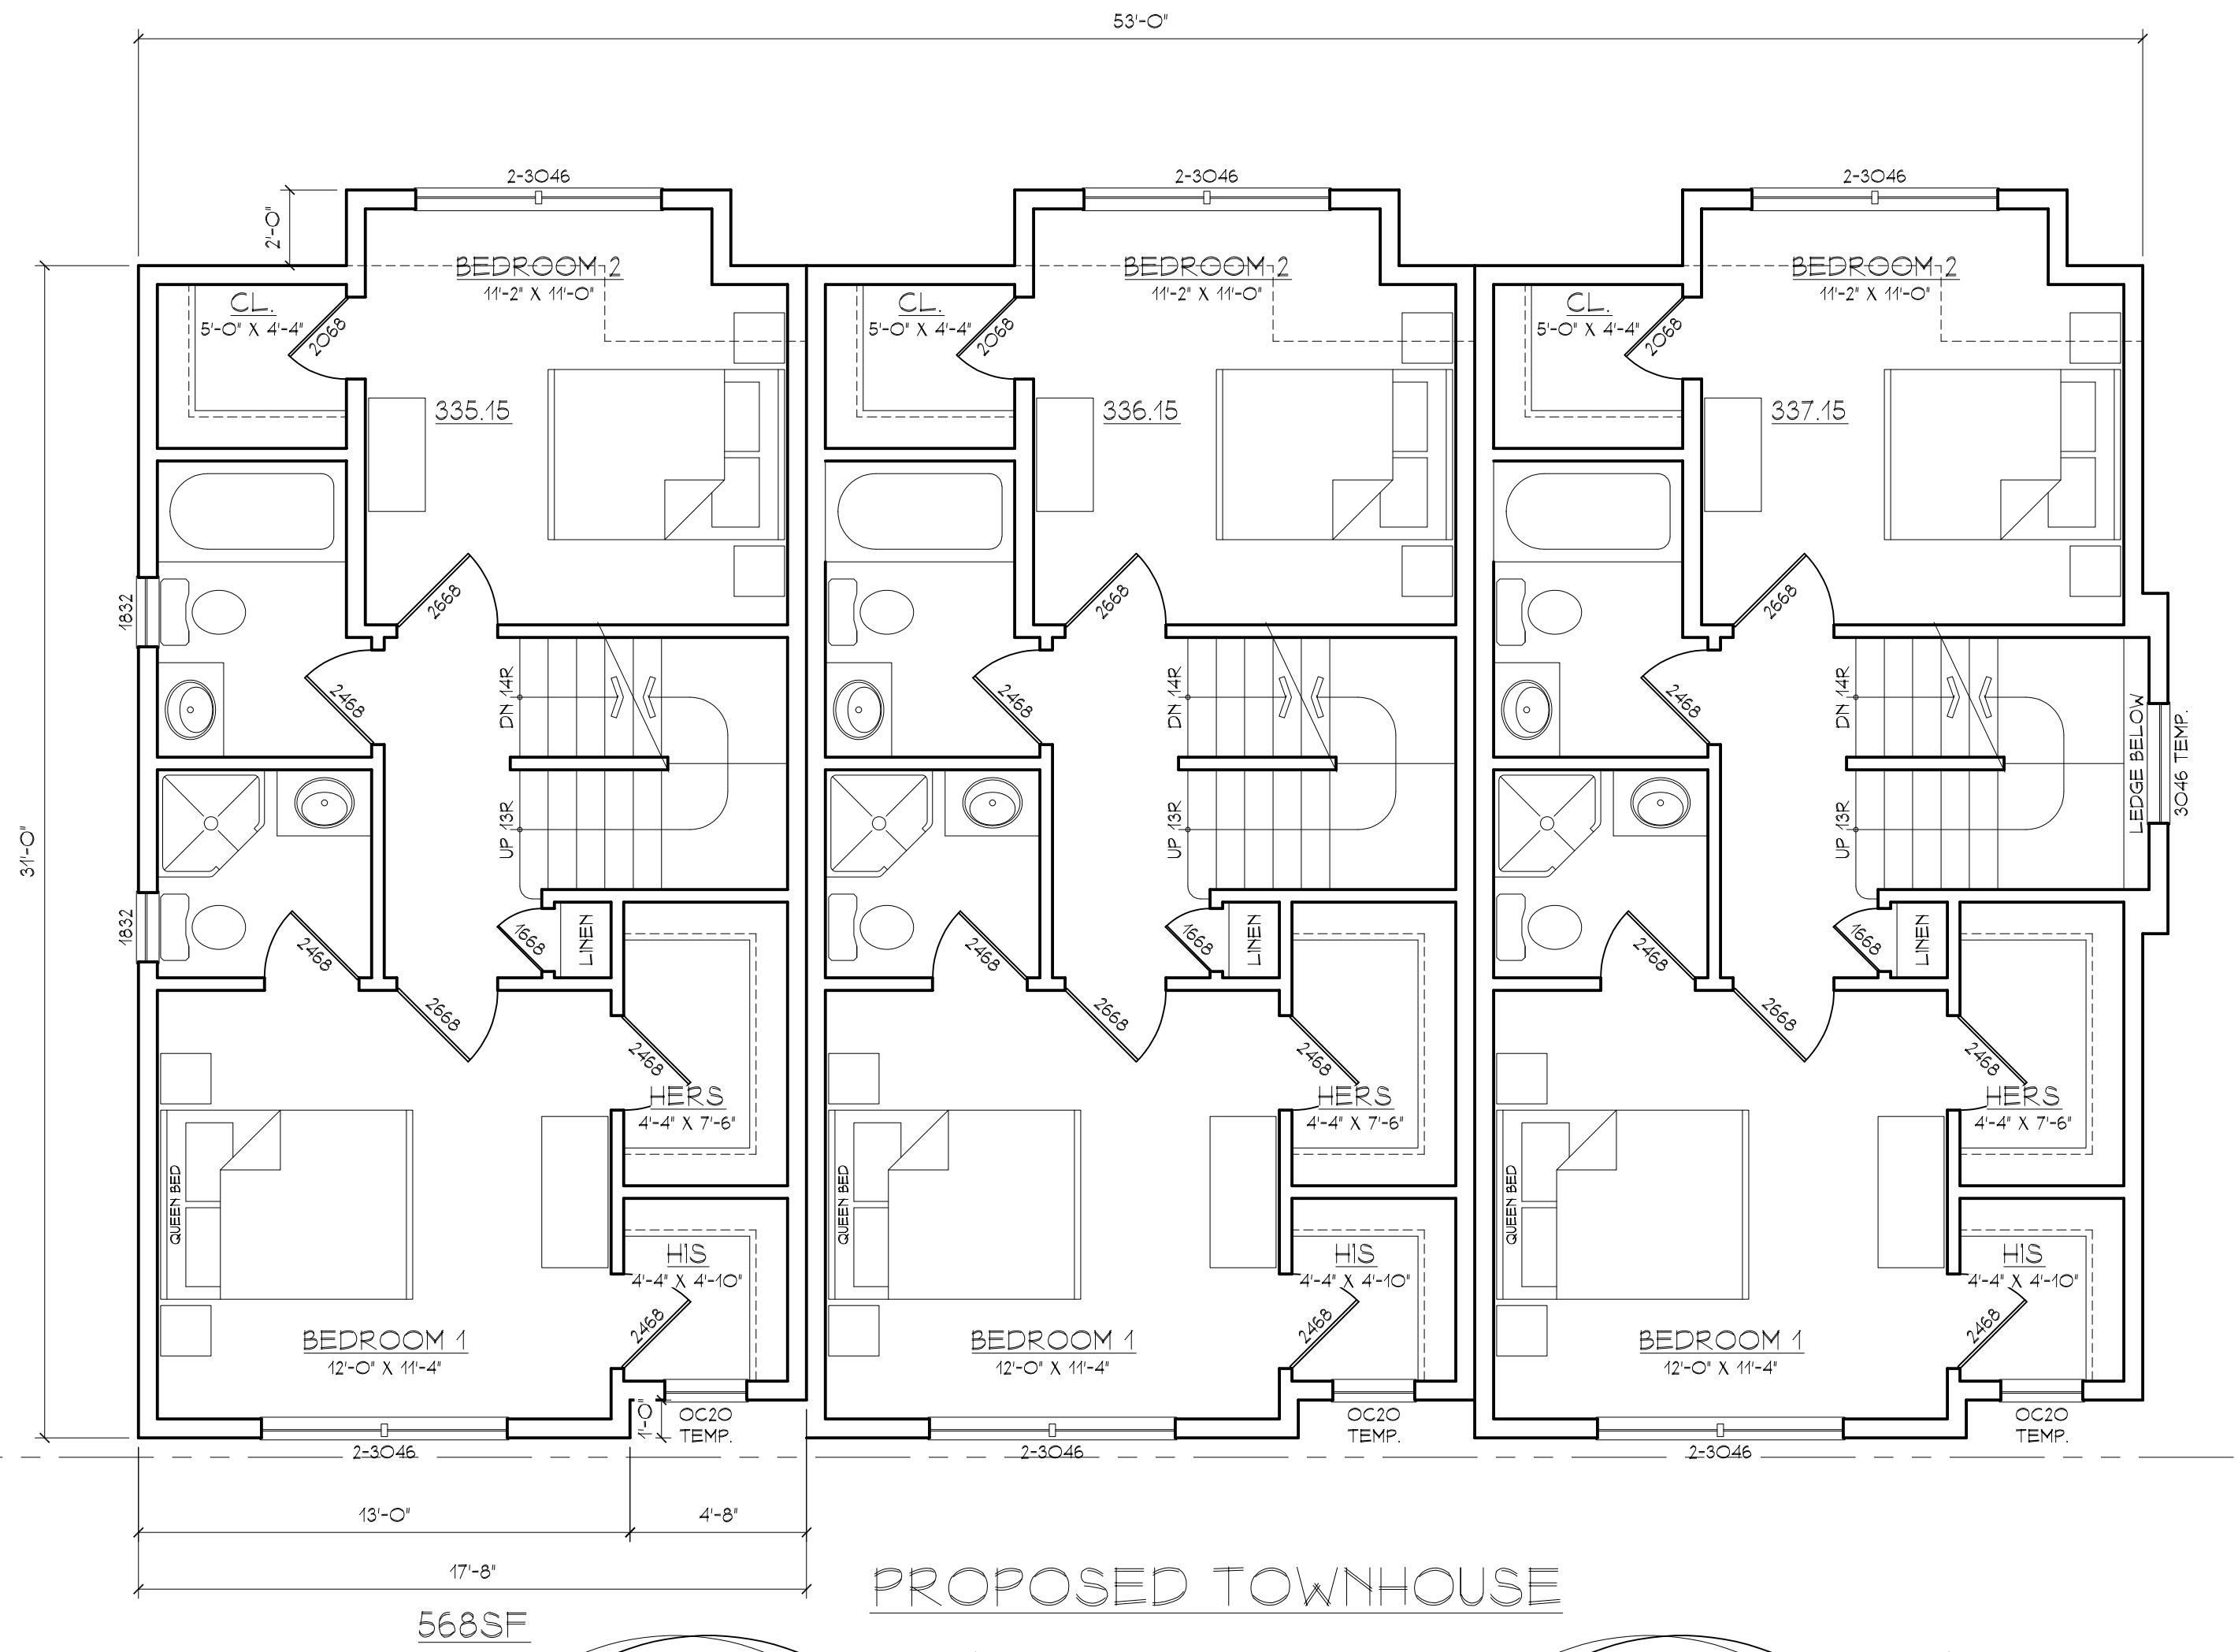 53'-0"
2-3046
2-3046
2-3046
2'-0"
BEDROOM 2
11'-2" X 11'-0"
BEDROOM 2
11'-2" X 11'-0"
BEDROOM 2
11'-2" X 11'-0"
CL.
5'-0" X 4'-4"
2068
CL.
5'-0" X 4'-4"
2068
CL.
5'-0" X 4'-4"
2068
335.15
336.15
337.15
1832
2668
2668
2668
2468
DN 14R
2468
DN 14R
2468
DN 14R
LEDGE BELOW
3046 TEMP.
31'-0"
UP 13R
UP 13R
UP 13R
1832
2468
1668
LINEN
2468
1668
LINEN
2468
1668
LINEN
2668
2468
2668
2468
2668
2468
HERS
4'-4" X 7'-6"
HERS
4'-4" X 7'-6"
HERS
4'-4" X 7'-6"
QUEEN BED
QUEEN BED
QUEEN BED
HIS
4'-4" X 4'-10"
HIS
4'-4" X 4'-10"
HIS
4'-4" X 4'-10"
2468
2468
2468
BEDROOM 1
12'-0" X 11'-4"
BEDROOM 1
12'-0" X 11'-4"
BEDROOM 1
12'-0" X 11'-4"
1'-0"
OC20
TEMP.
OC20
TEMP.
OC20
TEMP.
2-3046
2-3046
2-3046
13'-0"
4'-8"
17'-8"
PROPOSED TOWNHOUSE
568SF